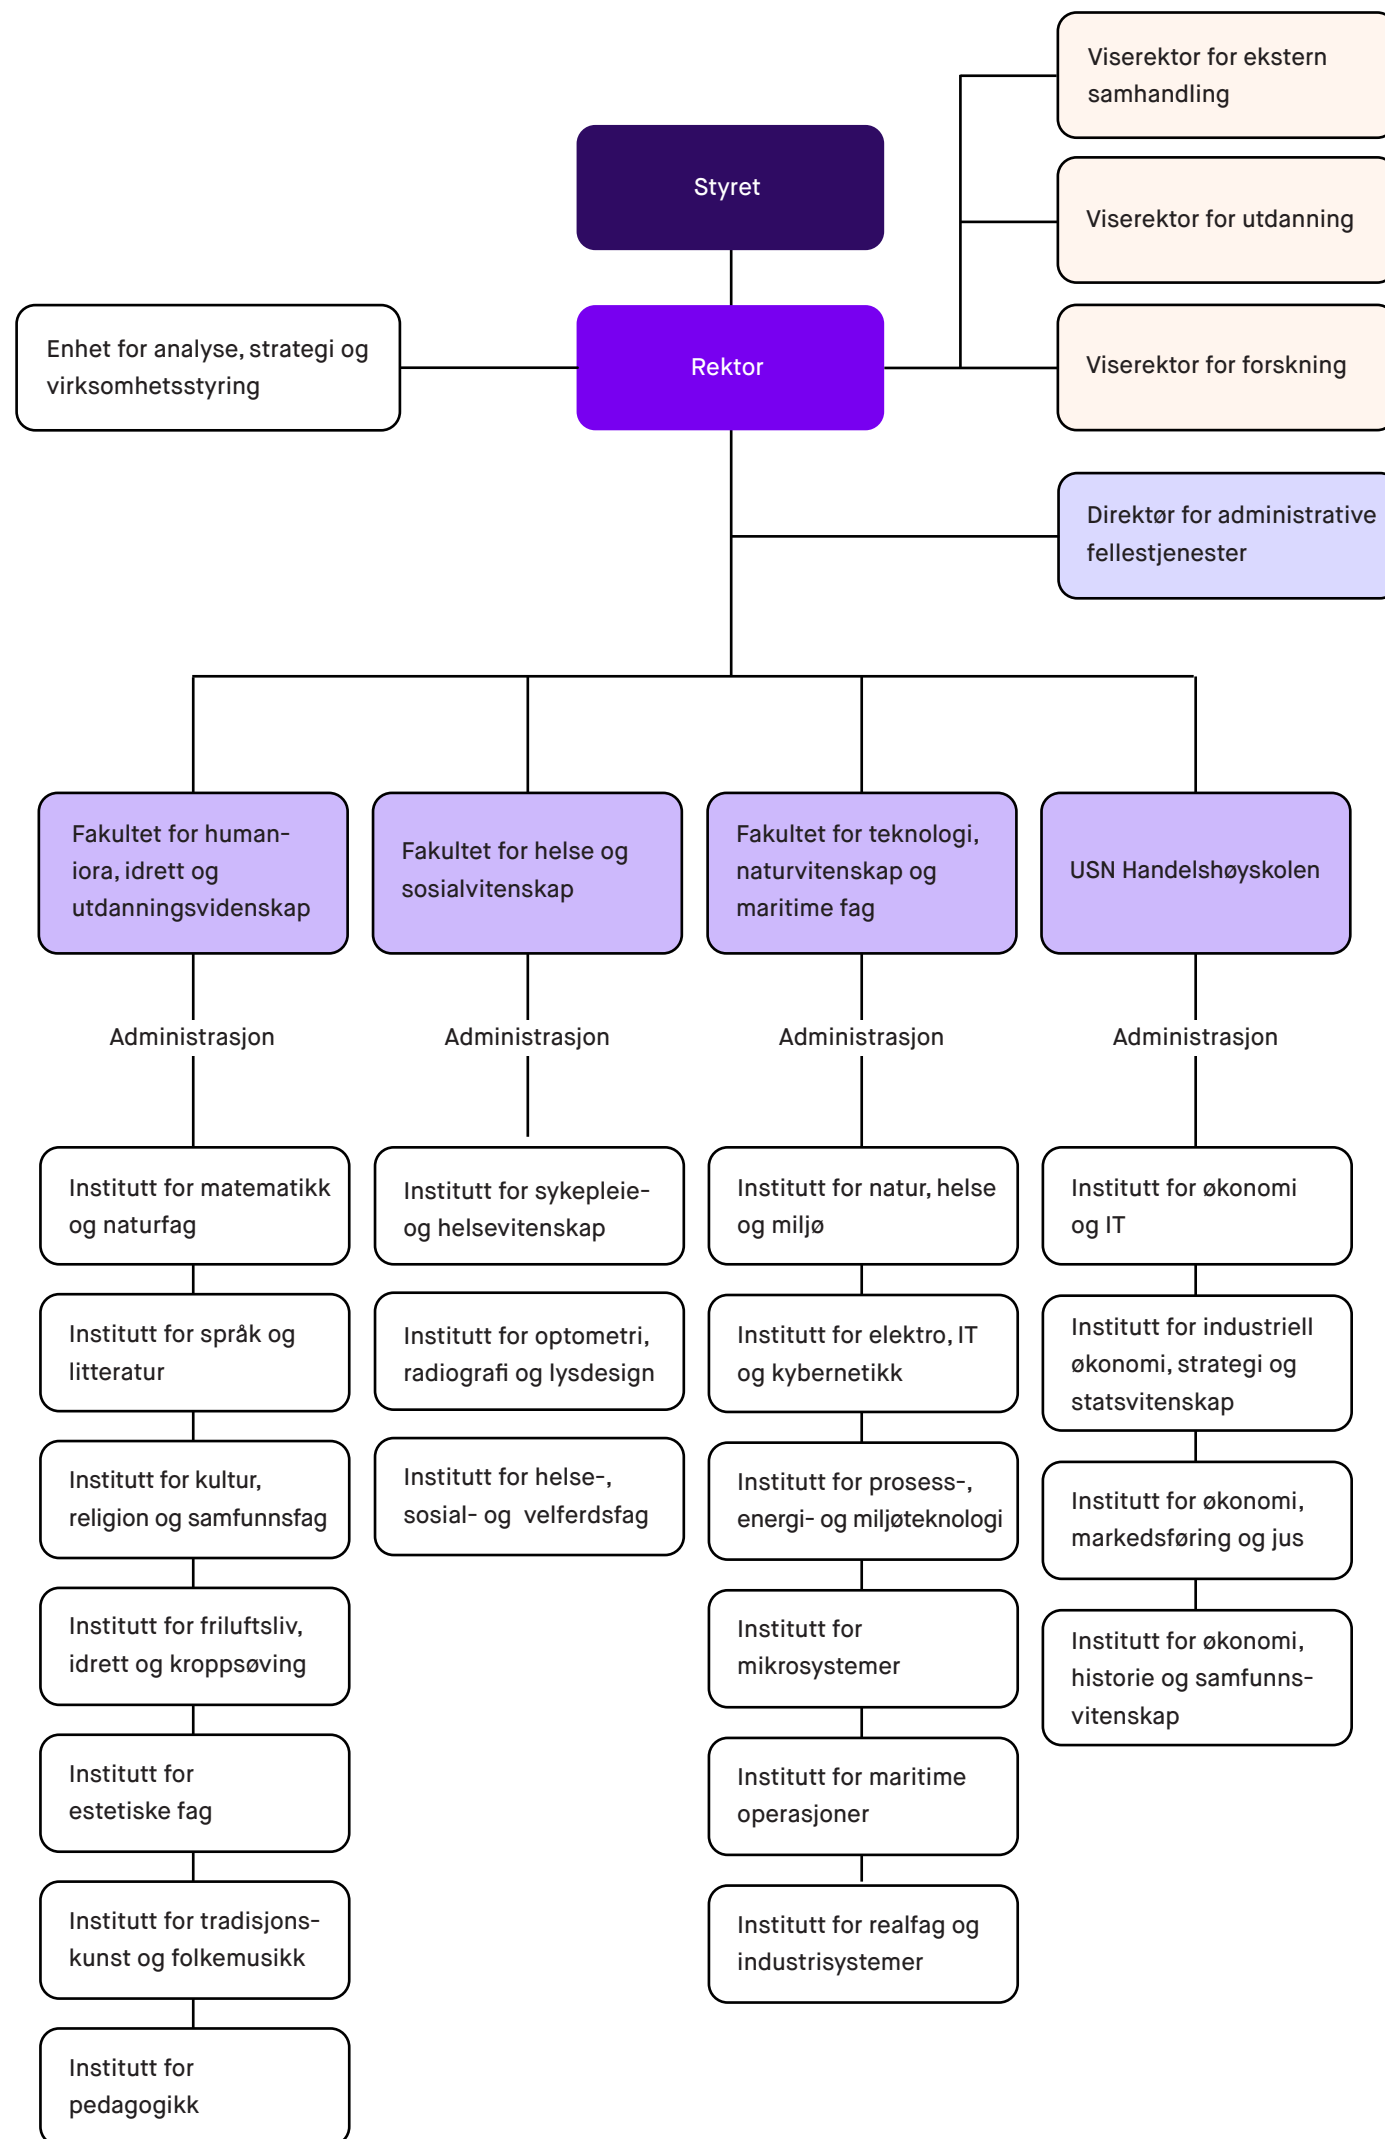 Viserektor for ekstern
samhandling
Styret
Viserektor for utdanning
Enhet for analyse, strategi og
virksomhetsstyring
Rektor
Viserektor for forskning
Direktør for administrative
fellestjenester
Fakultet for human-
iora, idrett og
utdanningsvidenskap
Fakultet for helse og
sosialvitenskap
Fakultet for teknologi,
naturvitenskap og
maritime fag
USN Handelshøyskolen
Administrasjon
Administrasjon
Administrasjon
Administrasjon
Institutt for matematikk
og naturfag
Institutt for språk og
litteratur
Institutt for kultur,
religion og samfunnsfag
Institutt for friluftsliv,
idrett og kroppsøving
Institutt for
estetiske fag
Institutt for tradisjons-
kunst og folkemusikk
Institutt for
pedagogikk
Institutt for sykepleie-
og helsevitenskap
Institutt for optometri,
radiografi og lysdesign
Institutt for helse-,
sosial- og velferdsfag
Institutt for natur, helse
og miljø
Institutt for elektro, IT
og kybernetikk
Institutt for prosess-,
energi- og miljøteknologi
Institutt for
mikrosystemer
Institutt for maritime
operasjoner
Institutt for realfag og
industrisystemer
Institutt for økonomi
og IT
Institutt for industriell
økonomi, strategi og
statsvitenskap
Institutt for økonomi,
markedsføring og jus
Institutt for økonomi,
historie og samfunns-
vitenskap